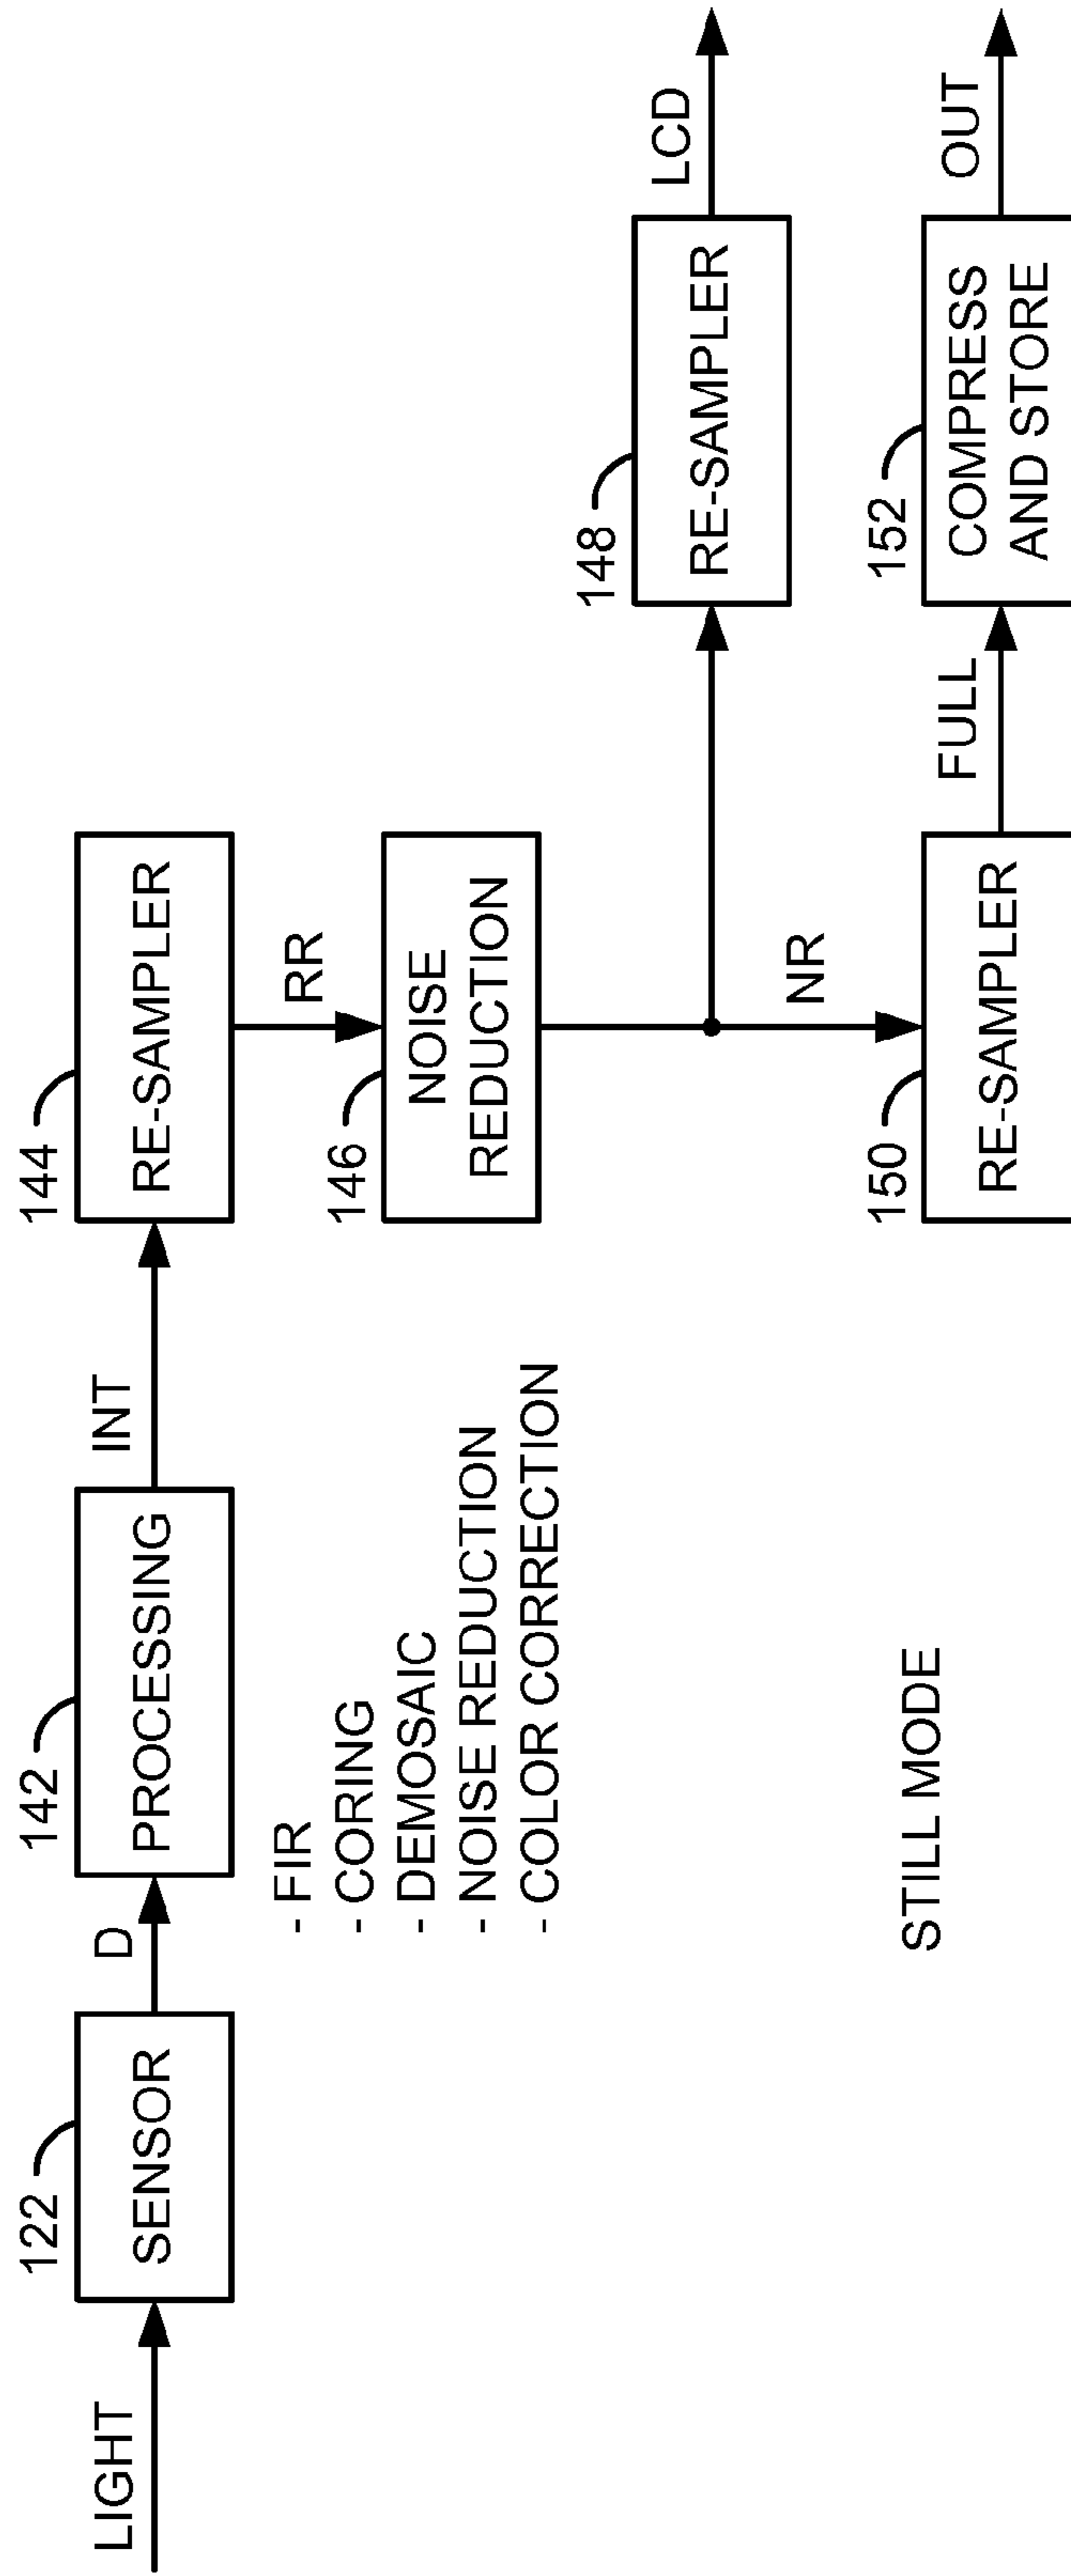 LIGHT
122
SENSOR
D
142
PROCESSING
- FIR
- CORING
- DEMOSAIC
- NOISE REDUCTION
- COLOR CORRECTION
INT
144
RE-SAMPLER
RR
146
NOISE
REDUCTION
NR
148
RE-SAMPLER
LCD
150
RE-SAMPLER
FULL
152
COMPRESS
AND STORE
OUT
STILL MODE